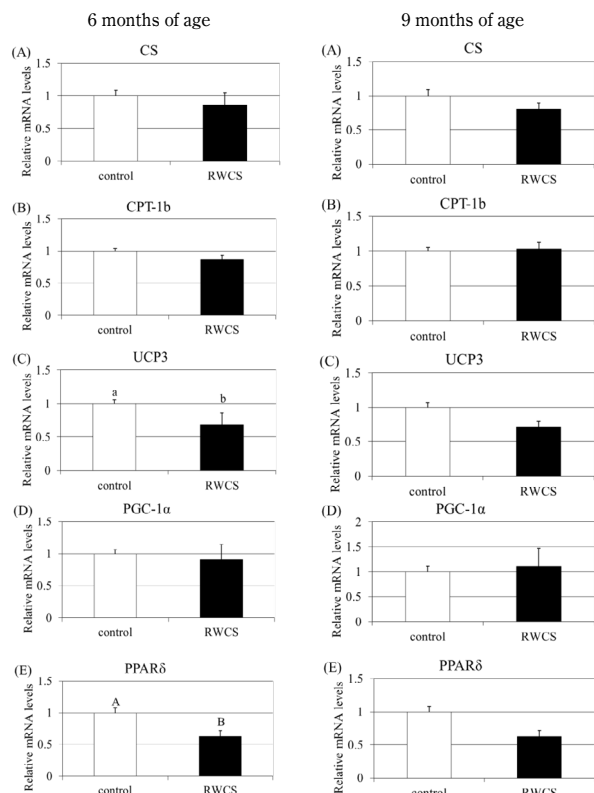 6 months of age
9 months of age
(A)
CS
Relative mRNA levels
1.5
1
0.5
0
control RWCS
(A)
CS
Relative mRNA levels
1.5
1
0.5
0
control RWCS
(B)
CPT-1b
Relative mRNA levels
1.5
1
0.5
0
control RWCS
(B)
CPT-1b
Relative mRNA levels
1.5
1
0.5
0
control RWCS
(C)
UCP3
Relative mRNA levels
1.5
1
0.5
0
a b
control RWCS
(C)
UCP3
Relative mRNA levels
1.5
1
0.5
0
control RWCS
(D)
PGC-1α
Relative mRNA levels
1.5
1
0.5
0
control RWCS
(D)
PGC-1α
Relative mRNA levels
2
1.5
1
0.5
0
control RWCS
(E)
PPARδ
Relative mRNA levels
1.5
1
0.5
0
A B
control RWCS
(E)
PPARδ
Relative mRNA levels
1.5
1
0.5
0
control RWCS